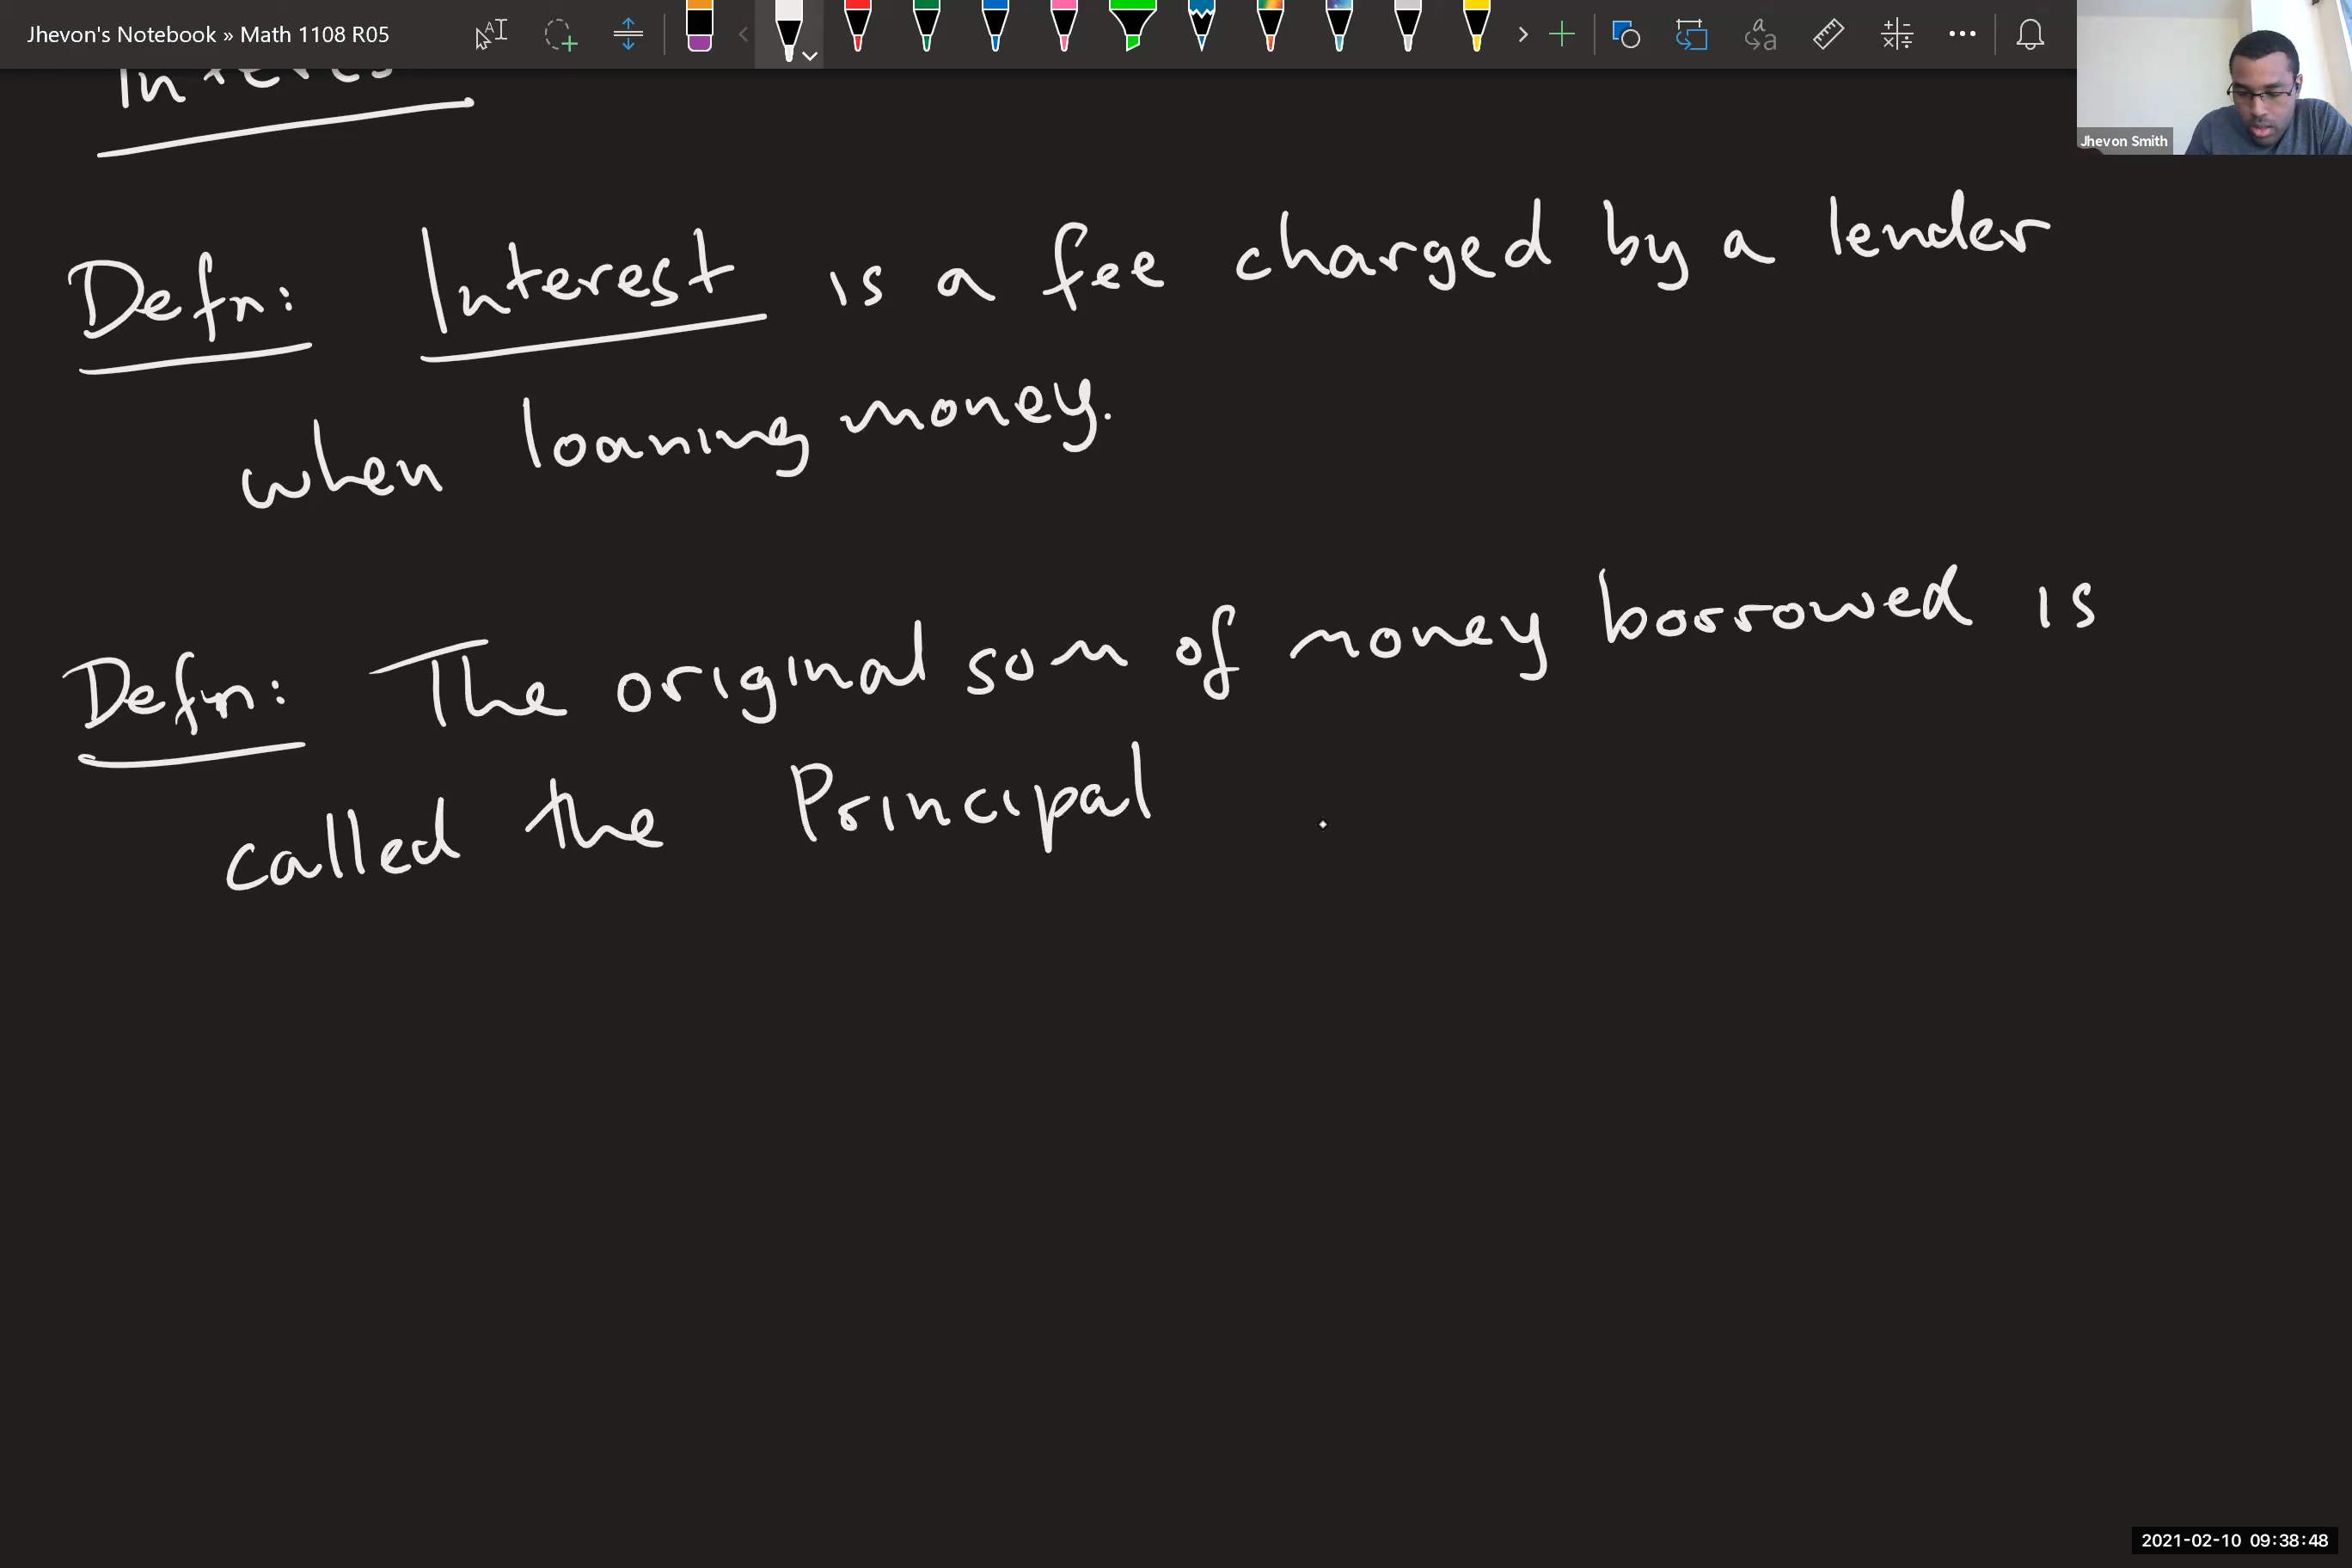 Jhevon's Notebook » Math 1108 R05
Jhevon Smith
Defn: Interest is a fee charged by a lender
when loaning money.
Defn: The original sum of money borrowed is
called the Principal
2021-02-10 09:38:48